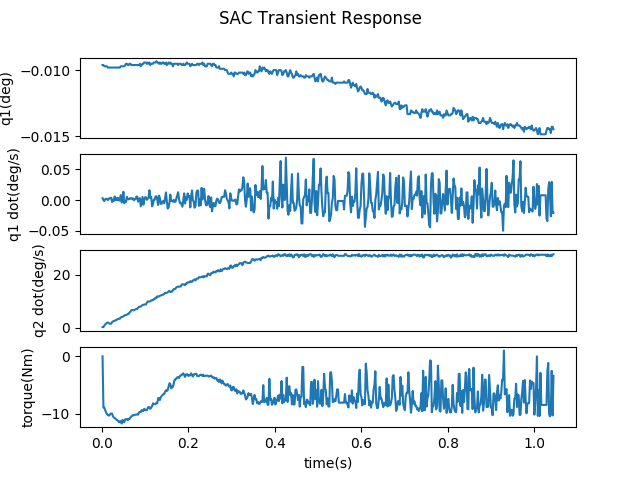 SAC Transient Response
q1(deg)
−0.010
−0.015
q1 dot(deg/s)
0.05
0.00
−0.05
q2 dot(deg/s)
20
0
torque(Nm)
0
−10
0.0 0.2 0.4 0.6 0.8 1.0
time(s)